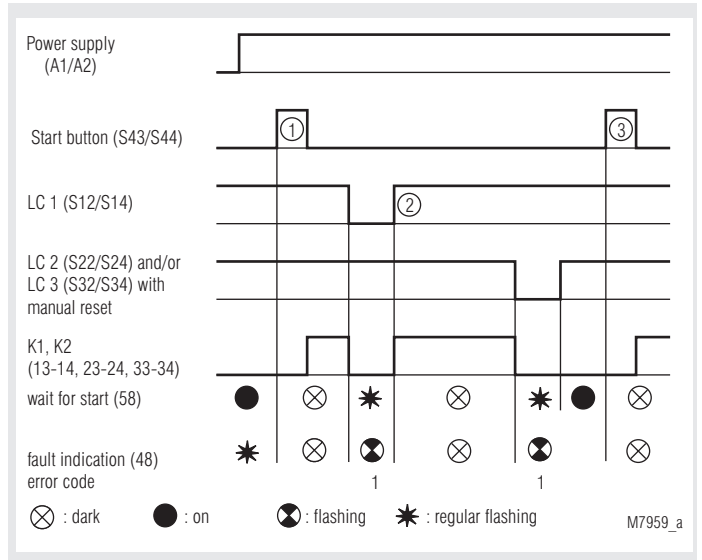 Power supply
(A1/A2)
Start button (S43/S44)
1
3
LC 1 (S12/S14)
2
LC 2 (S22/S24) and/or
LC 3 (S32/S34) with
manual reset
K1, K2
(13-14, 23-24, 33-34)
wait for start (58)
fault indication (48)
error code
1
1
: dark
: on
: flashing
: regular flashing
M7959_a